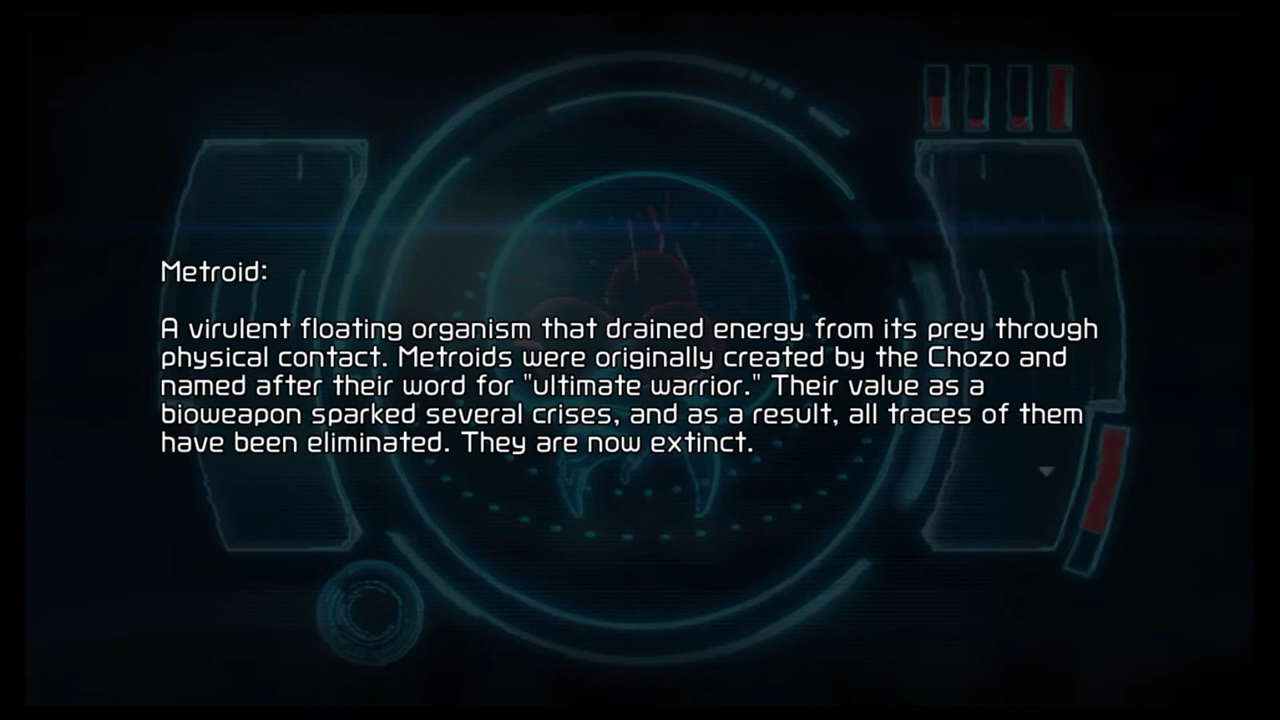 Metroid:
A virulent floating organism that drained energy from its prey through
physical contact. Metroids were originally created by the Chozo and
named after their word for "ultimate warrior." Their value as a
bioweapon sparked several crises, and as a result, all traces of them
have been eliminated. They are now extinct.